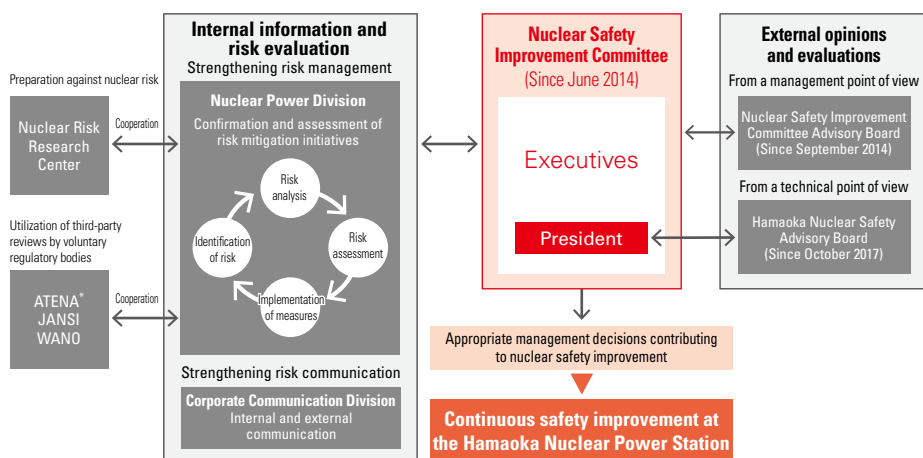 Preparation against nuclear risk
Nuclear Risk
Research
Center
Cooperation
Utilization of third-party
reviews by voluntary
regulatory bodies
ATENA*
JANSI
WANO
Cooperation
Internal information and
risk evaluation
Strengthening risk management
Nuclear Power Division
Confirmation and assessment of
risk mitigation initiatives
Risk
analysis
Risk
assessment
Implementation
of measures
Identification
of risk
Strengthening risk communication
Corporate Communication Division
Internal and external
communication
Nuclear Safety
Improvement Committee
(Since June 2014)
Executives
President
Appropriate management decisions contributing
to nuclear safety improvement
Continuous safety improvement at
the Hamaoka Nuclear Power Station
External opinions
and evaluations
From a management point of view
Nuclear Safety Improvement
Committee Advisory Board
(Since September 2014)
From a technical point of view
Hamaoka Nuclear Safety
Advisory Board
(Since October 2017)